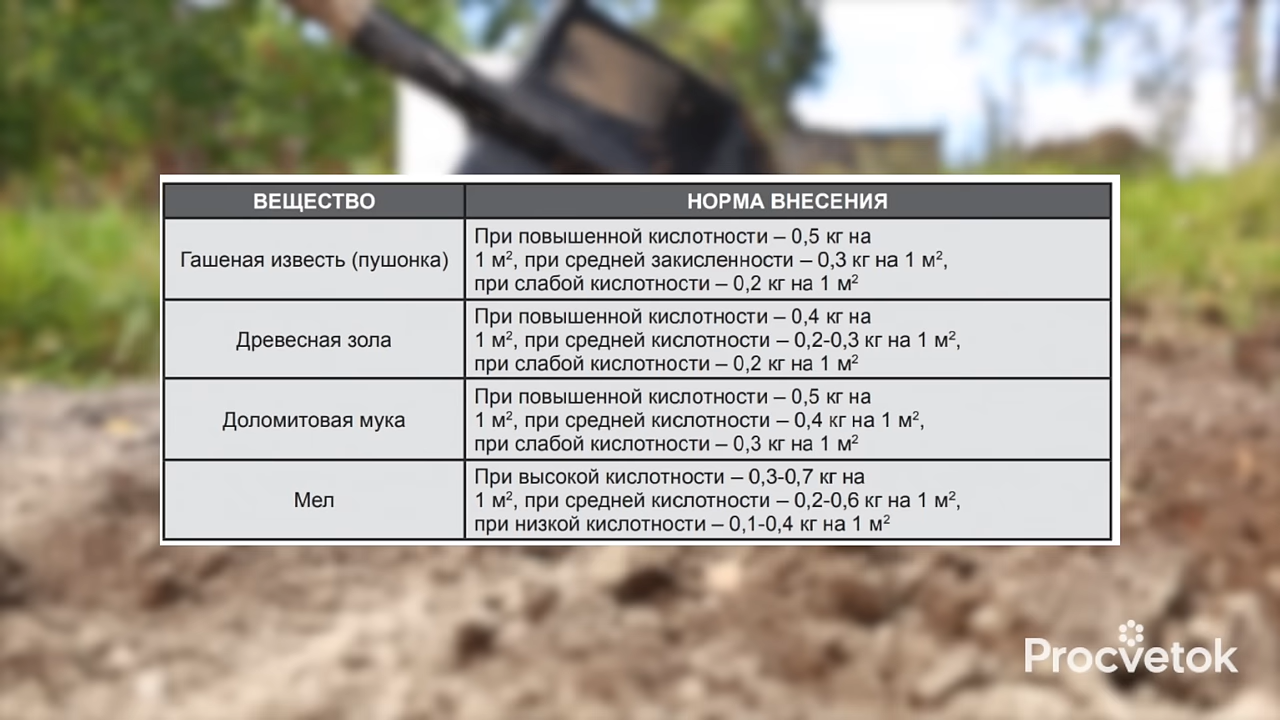 ВЕЩЕСТВО
НОРМА ВНЕСЕНИЯ
Гашеная известь (пушонка)
При повышенной кислотности – 0,5 кг на
1 м², при средней закисленности – 0,3 кг на 1 м²,
при слабой кислотности – 0,2 кг на 1 м²
Древесная зола
При повышенной кислотности – 0,4 кг на
1 м², при средней кислотности – 0,2-0,3 кг на 1 м²,
при слабой кислотности – 0,2 кг на 1 м²
Доломитовая мука
При повышенной кислотности – 0,5 кг на
1 м², при средней кислотности – 0,4 кг на 1 м²,
при слабой кислотности – 0,3 кг на 1 м²
Мел
При высокой кислотности – 0,3-0,7 кг на
1 м², при средней кислотности – 0,2-0,6 кг на 1 м²,
при низкой кислотности – 0,1-0,4 кг на 1 м²
Procvetok